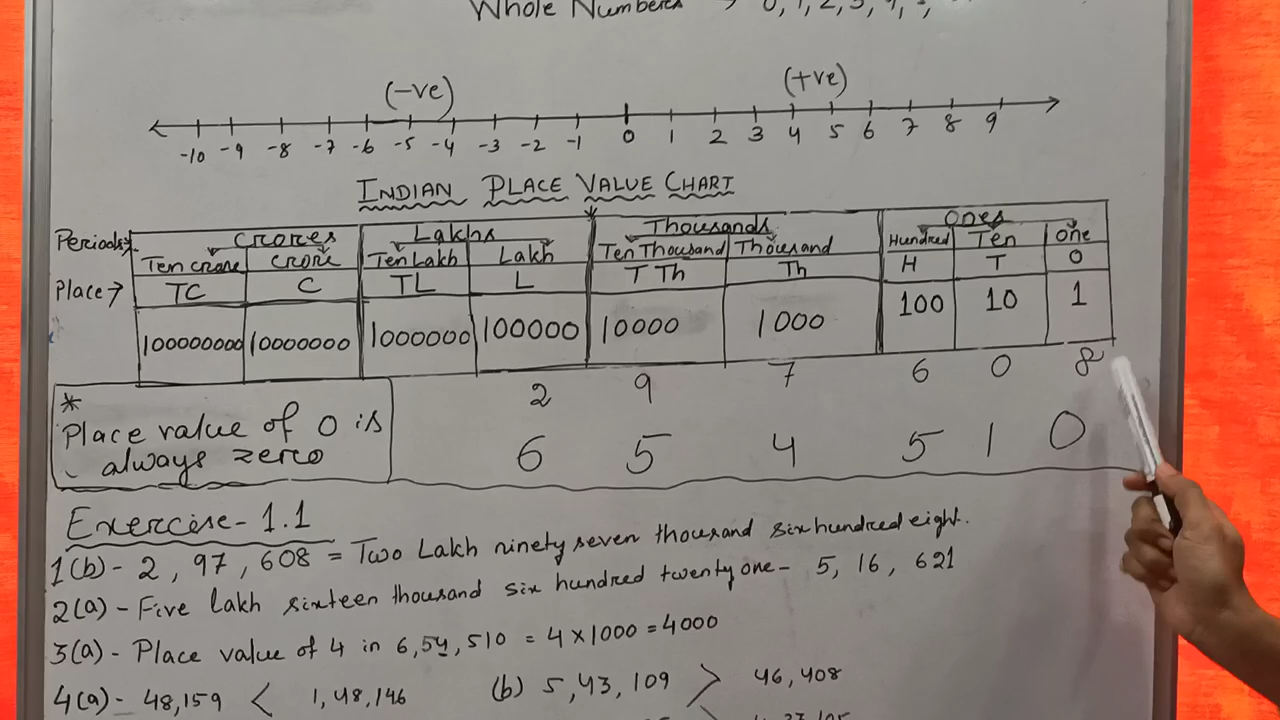 Whole Numbers → 0, 1, 2, 3, 4,
(-ve) (+ve)
-10 -9 -8 -7 -6 -5 -4 -3 -2 -1 0 1 2 3 4 5 6 7 8 9
INDIAN PLACE VALUE CHART
Periods→ Crores Lakhs Thousands Ones
Ten crore Crore Ten Lakh Lakh Ten Thousand Thousand Hundred Ten One
Place → TC C TL L T Th Th H T O
100000000 10000000 1000000 100000 10000 1000 100 10 1
2 9 7 6 0 8
6 5 4 5 1 0
*
Place value of 0 is
always zero
Exercise-1.1
1(b) - 2, 97, 608 = Two Lakh ninety seven thousand six hundred eight.
2(a) - Five lakh sixteen thousand six hundred twenty one - 5, 16, 621
3(a) - Place value of 4 in 6,54,510 = 4×1000 = 4000
4(a) - 48,159 < 1,48,146 (b) 5,43,109 > 46,408